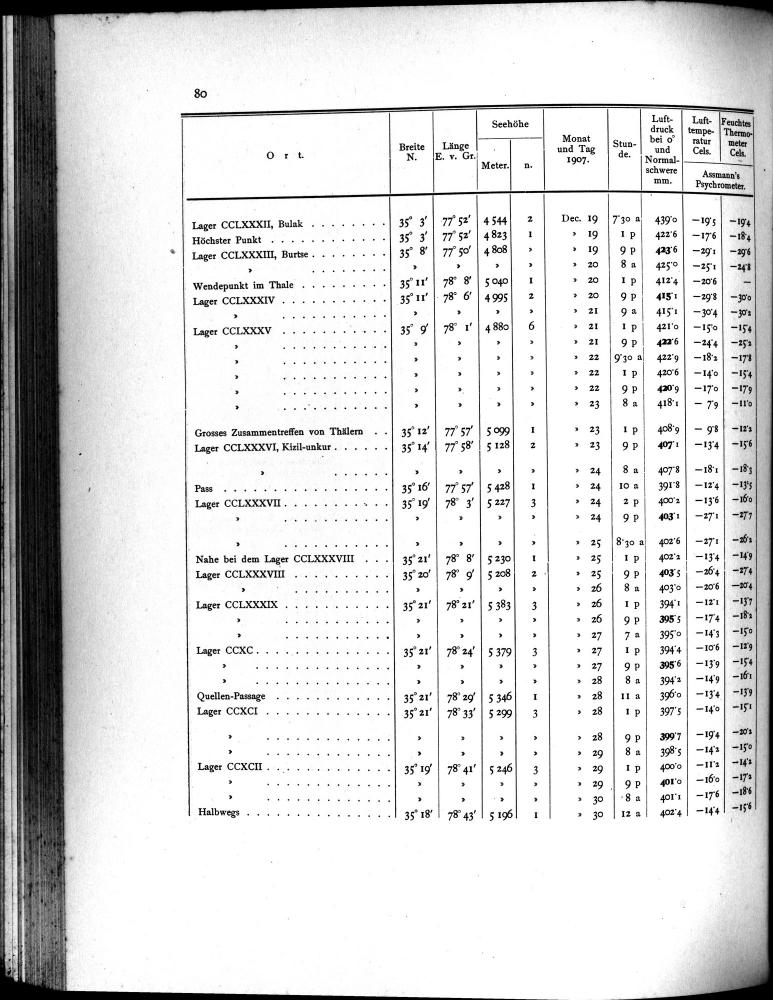 80
Ort. Breite N. Länge E. v. Gr. Seehöhe Meter. n. Monat und Tag 1907. Stunde. Luftdruck bei 0° und Normalschwere mm. Lufttemperatur Cels. Feuchtes Thermometer Cels. Assmann's Psychrometer.
Lager CCLXXXII, Bulak . . . . . . 35° 3′ 77° 52′ 4 544 2 Dec. 19 7·30 a 439·0 −19·5 −19·4
Höchster Punkt . . . . . . 35° 3′ 77° 52′ 4 823 1 » 19 1 p 422·6 −17·6 −18·4
Lager CCLXXXIII, Burtse . . . . . . 35° 8′ 77° 50′ 4 808 » » 19 9 p 423·6 −29·1 −29·6
» . . . . . . » » » » » 20 8 a 425·0 −25·1 −24·8
Wendepunkt im Thale . . . . . . 35° 11′ 78° 8′ 5 040 1 » 20 1 p 412·4 −20·6 —
Lager CCLXXXIV . . . . . . 35° 11′ 78° 6′ 4 995 2 » 20 9 p 415·1 −29·8 −30·0
» . . . . . . » » » » » 21 9 a 415·1 −30·4 −30·2
Lager CCLXXXV . . . . . . 35° 9′ 78° 1′ 4 880 6 » 21 1 p 421·0 −15·0 −15·4
» . . . . . . » » » » » 21 9 p 422·6 −24·4 −25·2
» . . . . . . » » » » » 22 9·30 a 422·9 −18·2 −17·8
» . . . . . . » » » » » 22 1 p 420·6 −14·0 −15·4
» . . . . . . » » » » » 22 9 p 420·9 −17·0 −17·9
» . . . . . . » » » » » 23 8 a 418·1 − 7·9 −11·0
Grosses Zusammentreffen von Thälern . . 35° 12′ 77° 57′ 5 099 1 » 23 1 p 408·9 − 9·8 −12·2
Lager CCLXXXVI, Kizil-unkur . . . . . . 35° 14′ 77° 58′ 5 128 2 » 23 9 p 407·1 −13·4 −15·6
» . . . . . . » » » » » 24 8 a 407·8 −18·1 −18·3
Pass . . . . . . 35° 16′ 77° 57′ 5 428 1 » 24 10 a 391·8 −12·4 −13·5
Lager CCLXXXVII . . . . . . 35° 19′ 78° 3′ 5 227 3 » 24 2 p 400·2 −13·6 −16·0
» . . . . . . » » » » » 24 9 p 403·1 −27·1 −27·7
» . . . . . . » » » » » 25 8·30 a 402·6 −27·1 −26·2
Nahe bei dem Lager CCLXXXVIII . . . 35° 21′ 78° 8′ 5 230 1 » 25 1 p 402·2 −13·4 −14·9
Lager CCLXXXVIII . . . . . . 35° 20′ 78° 9′ 5 208 2 » 25 9 p 403·5 −26·4 −27·4
» . . . . . . » » » » » 26 8 a 403·0 −20·6 −20·4
Lager CCLXXXIX . . . . . . 35° 21′ 78° 21′ 5 383 3 » 26 1 p 394·1 −12·1 −13·7
» . . . . . . » » » » » 26 9 p 395·5 −17·4 −18·2
» . . . . . . » » » » » 27 7 a 395·0 −14·3 −15·0
Lager CCXC . . . . . . 35° 21′ 78° 24′ 5 379 3 » 27 1 p 394·4 −10·6 −12·9
» . . . . . . » » » » » 27 9 p 395·6 −13·9 −15·4
» . . . . . . » » » » » 28 8 a 394·2 −14·9 −16·1
Quellen-Passage . . . . . . 35° 21′ 78° 29′ 5 346 1 » 28 11 a 396·0 −13·4 −13·9
Lager CCXCI . . . . . . 35° 21′ 78° 33′ 5 299 3 » 28 1 p 397·5 −14·0 −15·1
» . . . . . . » » » » » 28 9 p 399·7 −19·4 −20·2
» . . . . . . » » » » » 29 8 a 398·5 −14·2 −15·0
Lager CCXCII . . . . . . 35° 19′ 78° 41′ 5 246 3 » 29 1 p 400·0 −11·2 −14·2
» . . . . . . » » » » » 29 9 p 401·0 −16·0 −17·2
» . . . . . . » » » » » 30 8 a 401·1 −17·6 −18·6
Halbwegs . . . . . . 35° 18′ 78° 43′ 5 196 1 » 30 12 a 402·4 −14·4 −15·6